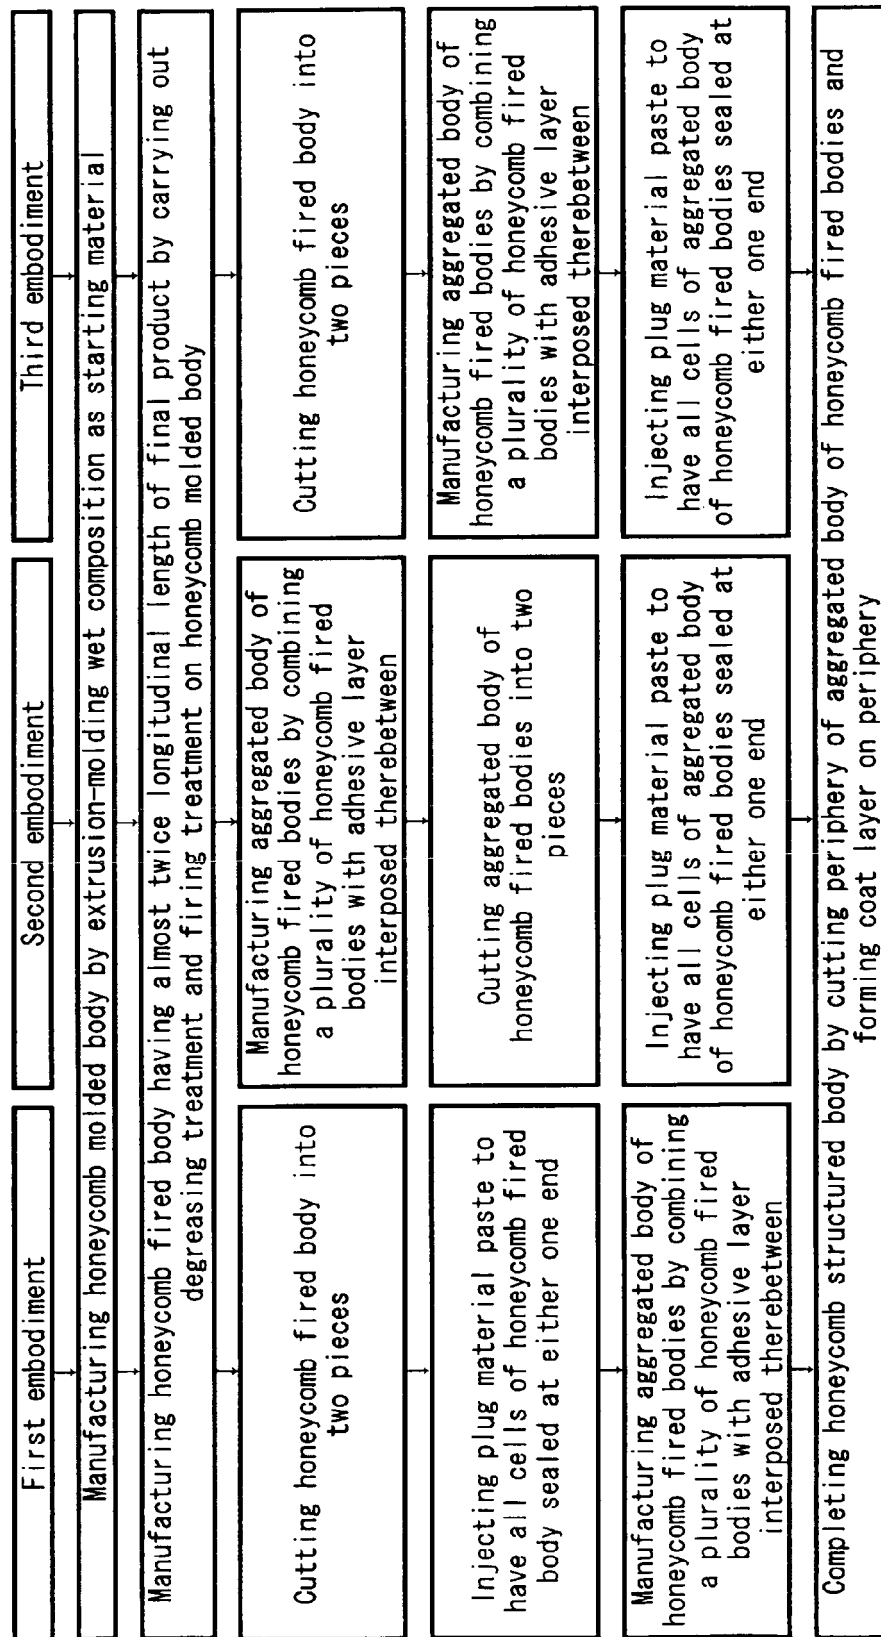 First embodiment
Second embodiment
Third embodiment
Manufacturing honeycomb molded body by extrusion-molding wet composition as starting material
Manufacturing honeycomb fired body having almost twice longitudinal length of final product by carrying out
degreasing treatment and firing treatment on honeycomb molded body
Cutting honeycomb fired body into
two pieces
Manufacturing aggregated body of
honeycomb fired bodies by combining
a plurality of honeycomb fired
bodies with adhesive layer
interposed therebetween
Cutting honeycomb fired body into
two pieces
Injecting plug material paste to
have all cells of honeycomb fired
body sealed at either one end
Cutting aggregated body of
honeycomb fired bodies into two
pieces
Manufacturing aggregated body of
honeycomb fired bodies by combining
a plurality of honeycomb fired
bodies with adhesive layer
interposed therebetween
Manufacturing aggregated body of
honeycomb fired bodies by combining
a plurality of honeycomb fired
bodies with adhesive layer
interposed therebetween
Injecting plug material paste to
have all cells of aggregated body
of honeycomb fired bodies sealed at
either one end
Injecting plug material paste to
have all cells of aggregated body
of honeycomb fired bodies sealed at
either one end
Completing honeycomb structured body by cutting periphery of aggregated body of honeycomb fired bodies and
forming coat layer on periphery